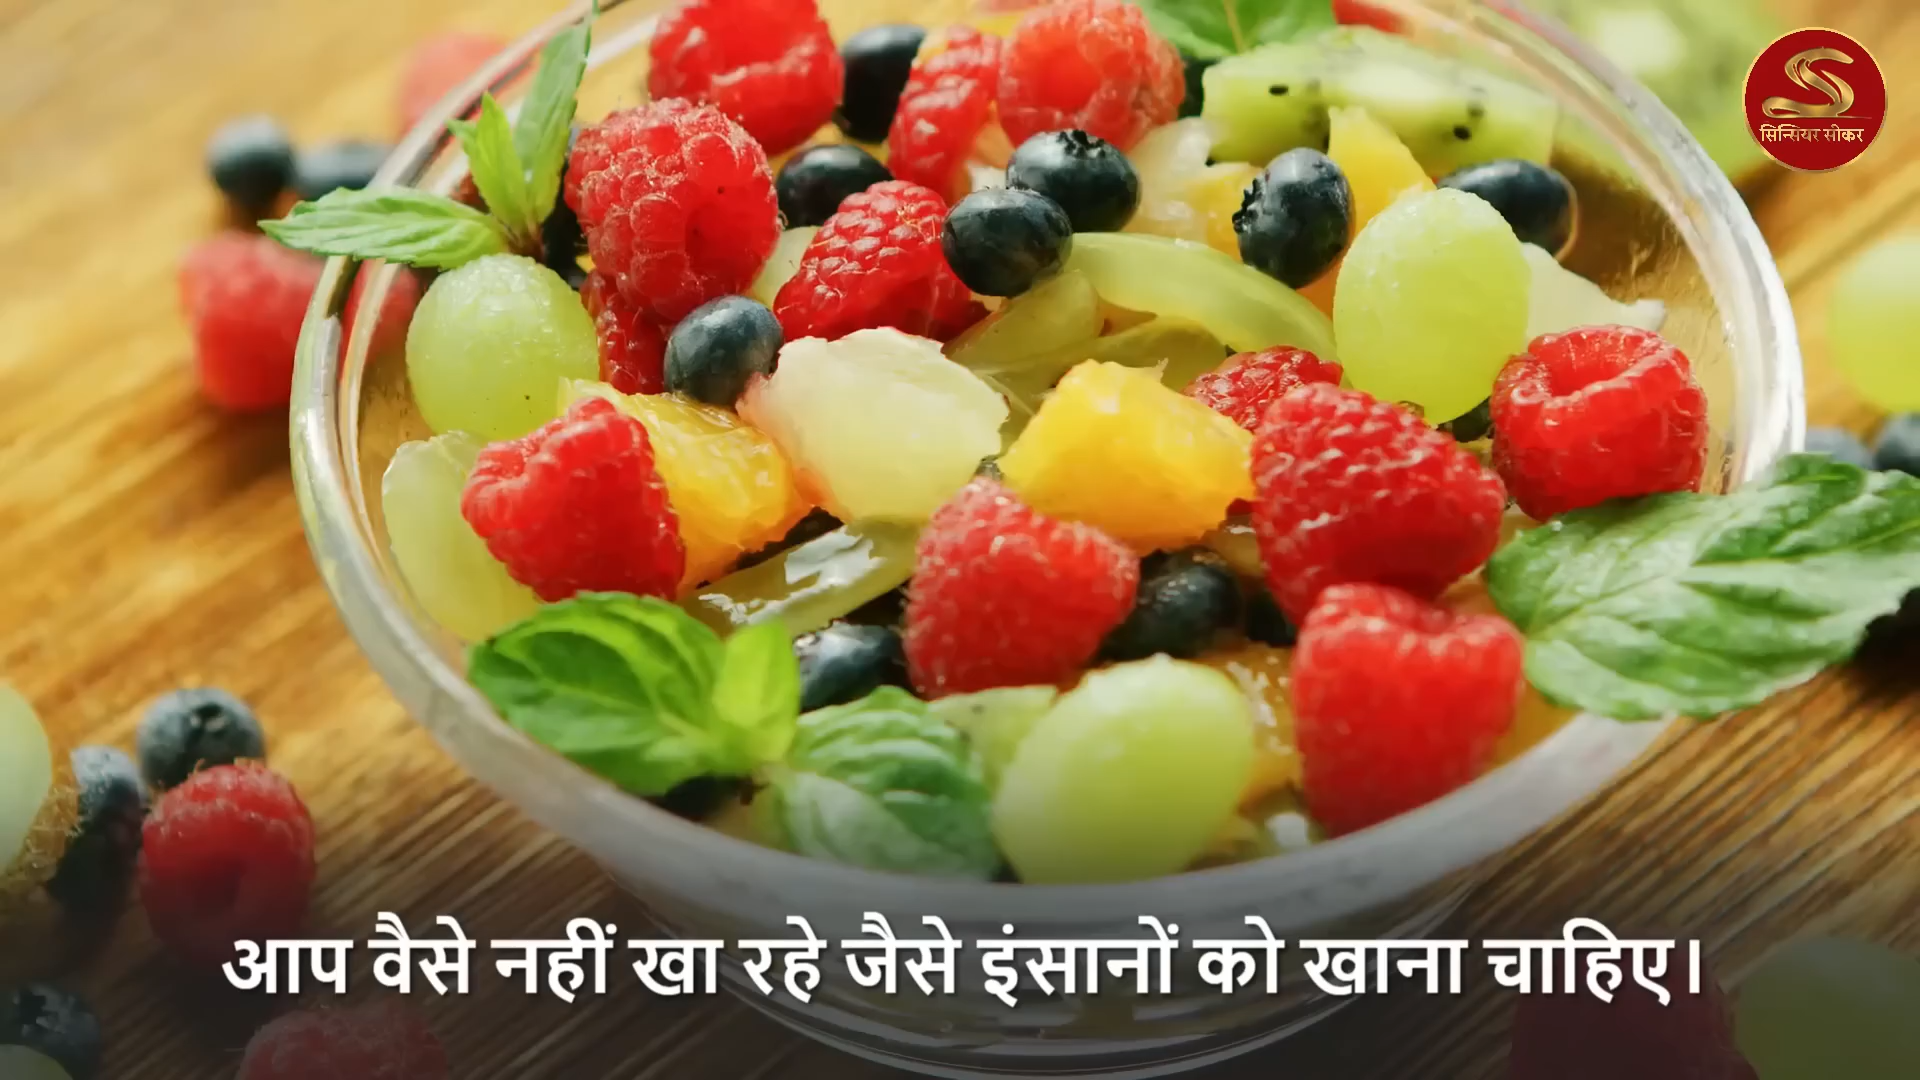 सिन्सियर सीकर
आप वैसे नहीं खा रहे जैसे इंसानों को खाना चाहिए।